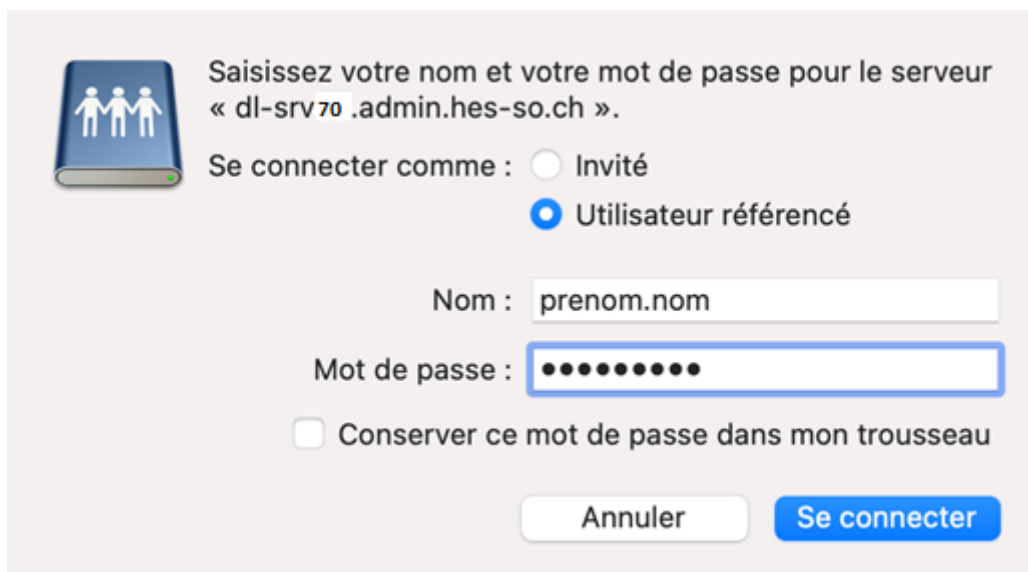 Saisissez votre nom et votre mot de passe pour le serveur
« dl-srv70.admin.hes-so.ch ».
Se connecter comme : Invité
Utilisateur référencé
Nom : prenom.nom
Mot de passe : •••••••••
Conserver ce mot de passe dans mon trousseau
Annuler Se connecter